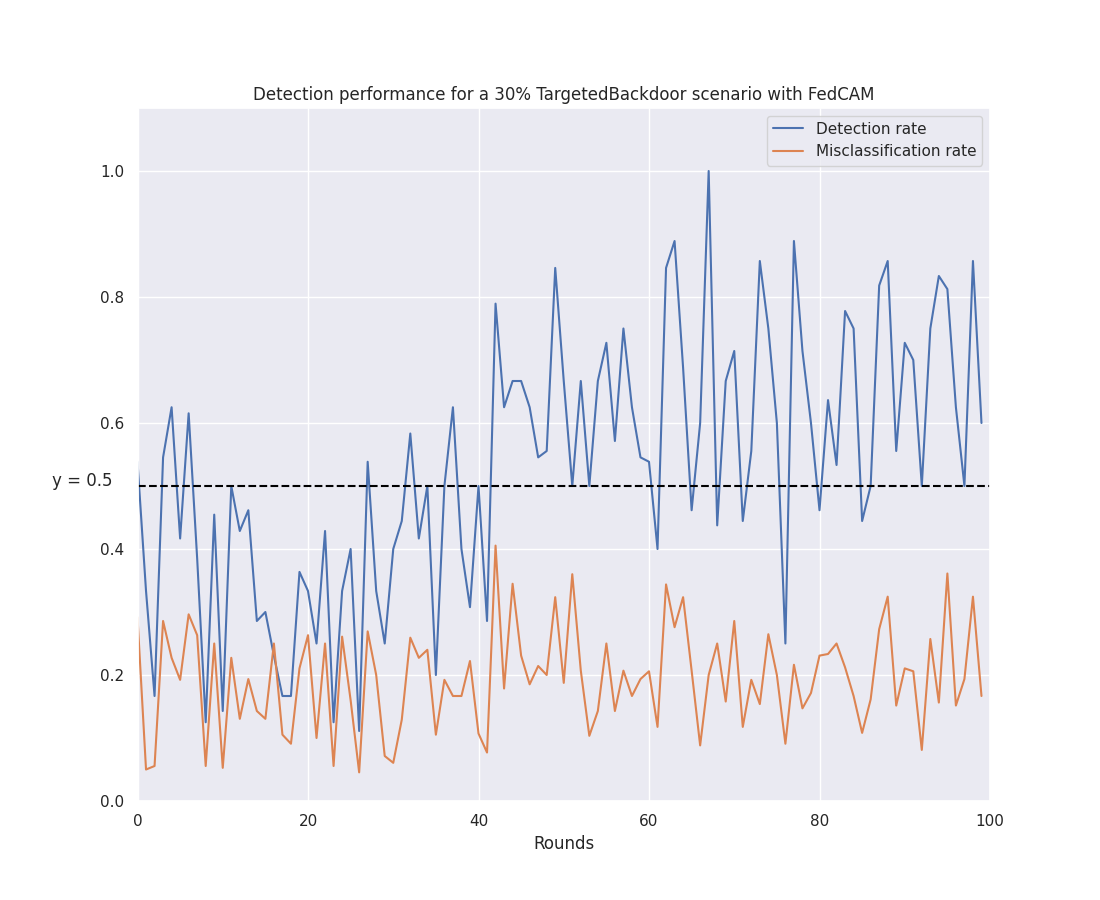 Detection performance for a 30% TargetedBackdoor scenario with FedCAM
Detection rate
Misclassification rate
1.0
0.8
0.6
y = 0.5
0.4
0.2
0.0
0 20 40 60 80 100
Rounds